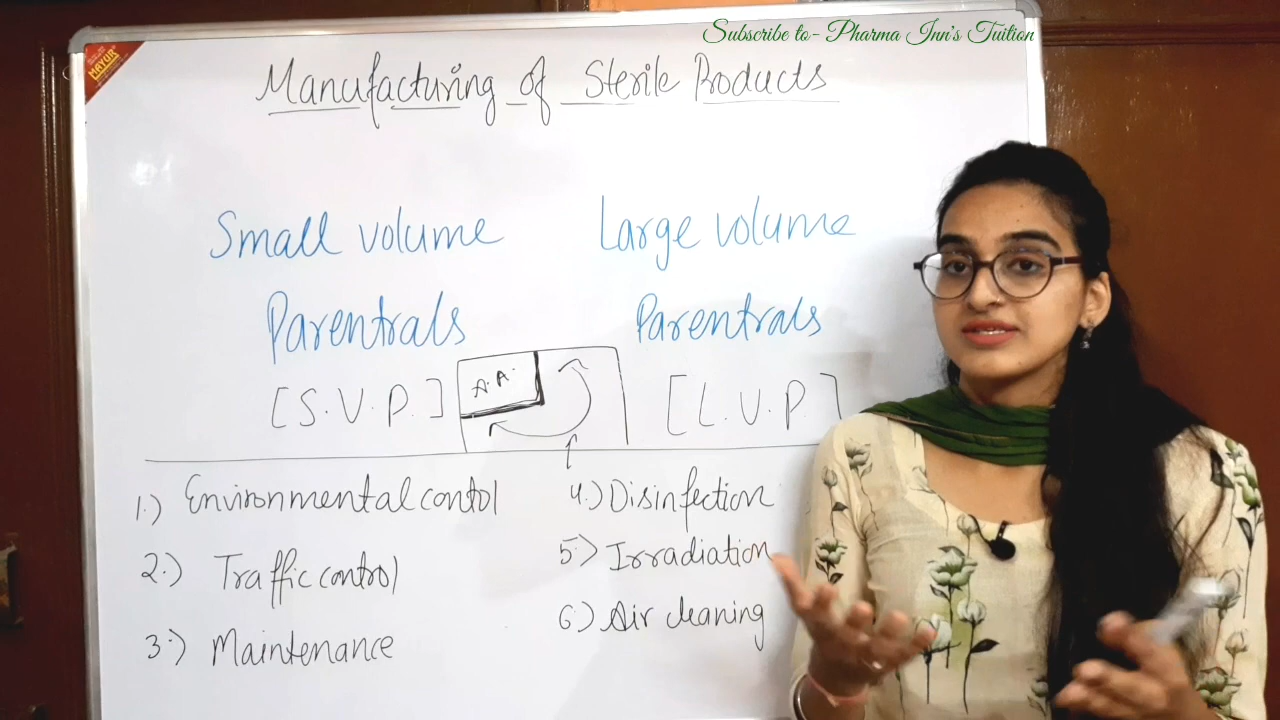 Subscribe to- Pharma Inn's Tuition
MAYUR
Manufacturing of Sterile Products
Small volume
Parentrals
[S.V.P.]
Large volume
Parentrals
[L.V.P.]
A.A.
1.) Environmental contol
2.) Traffic control
3.) Maintenance
4.) Disinfection
5.) Irradiation
6.) Air cleaning